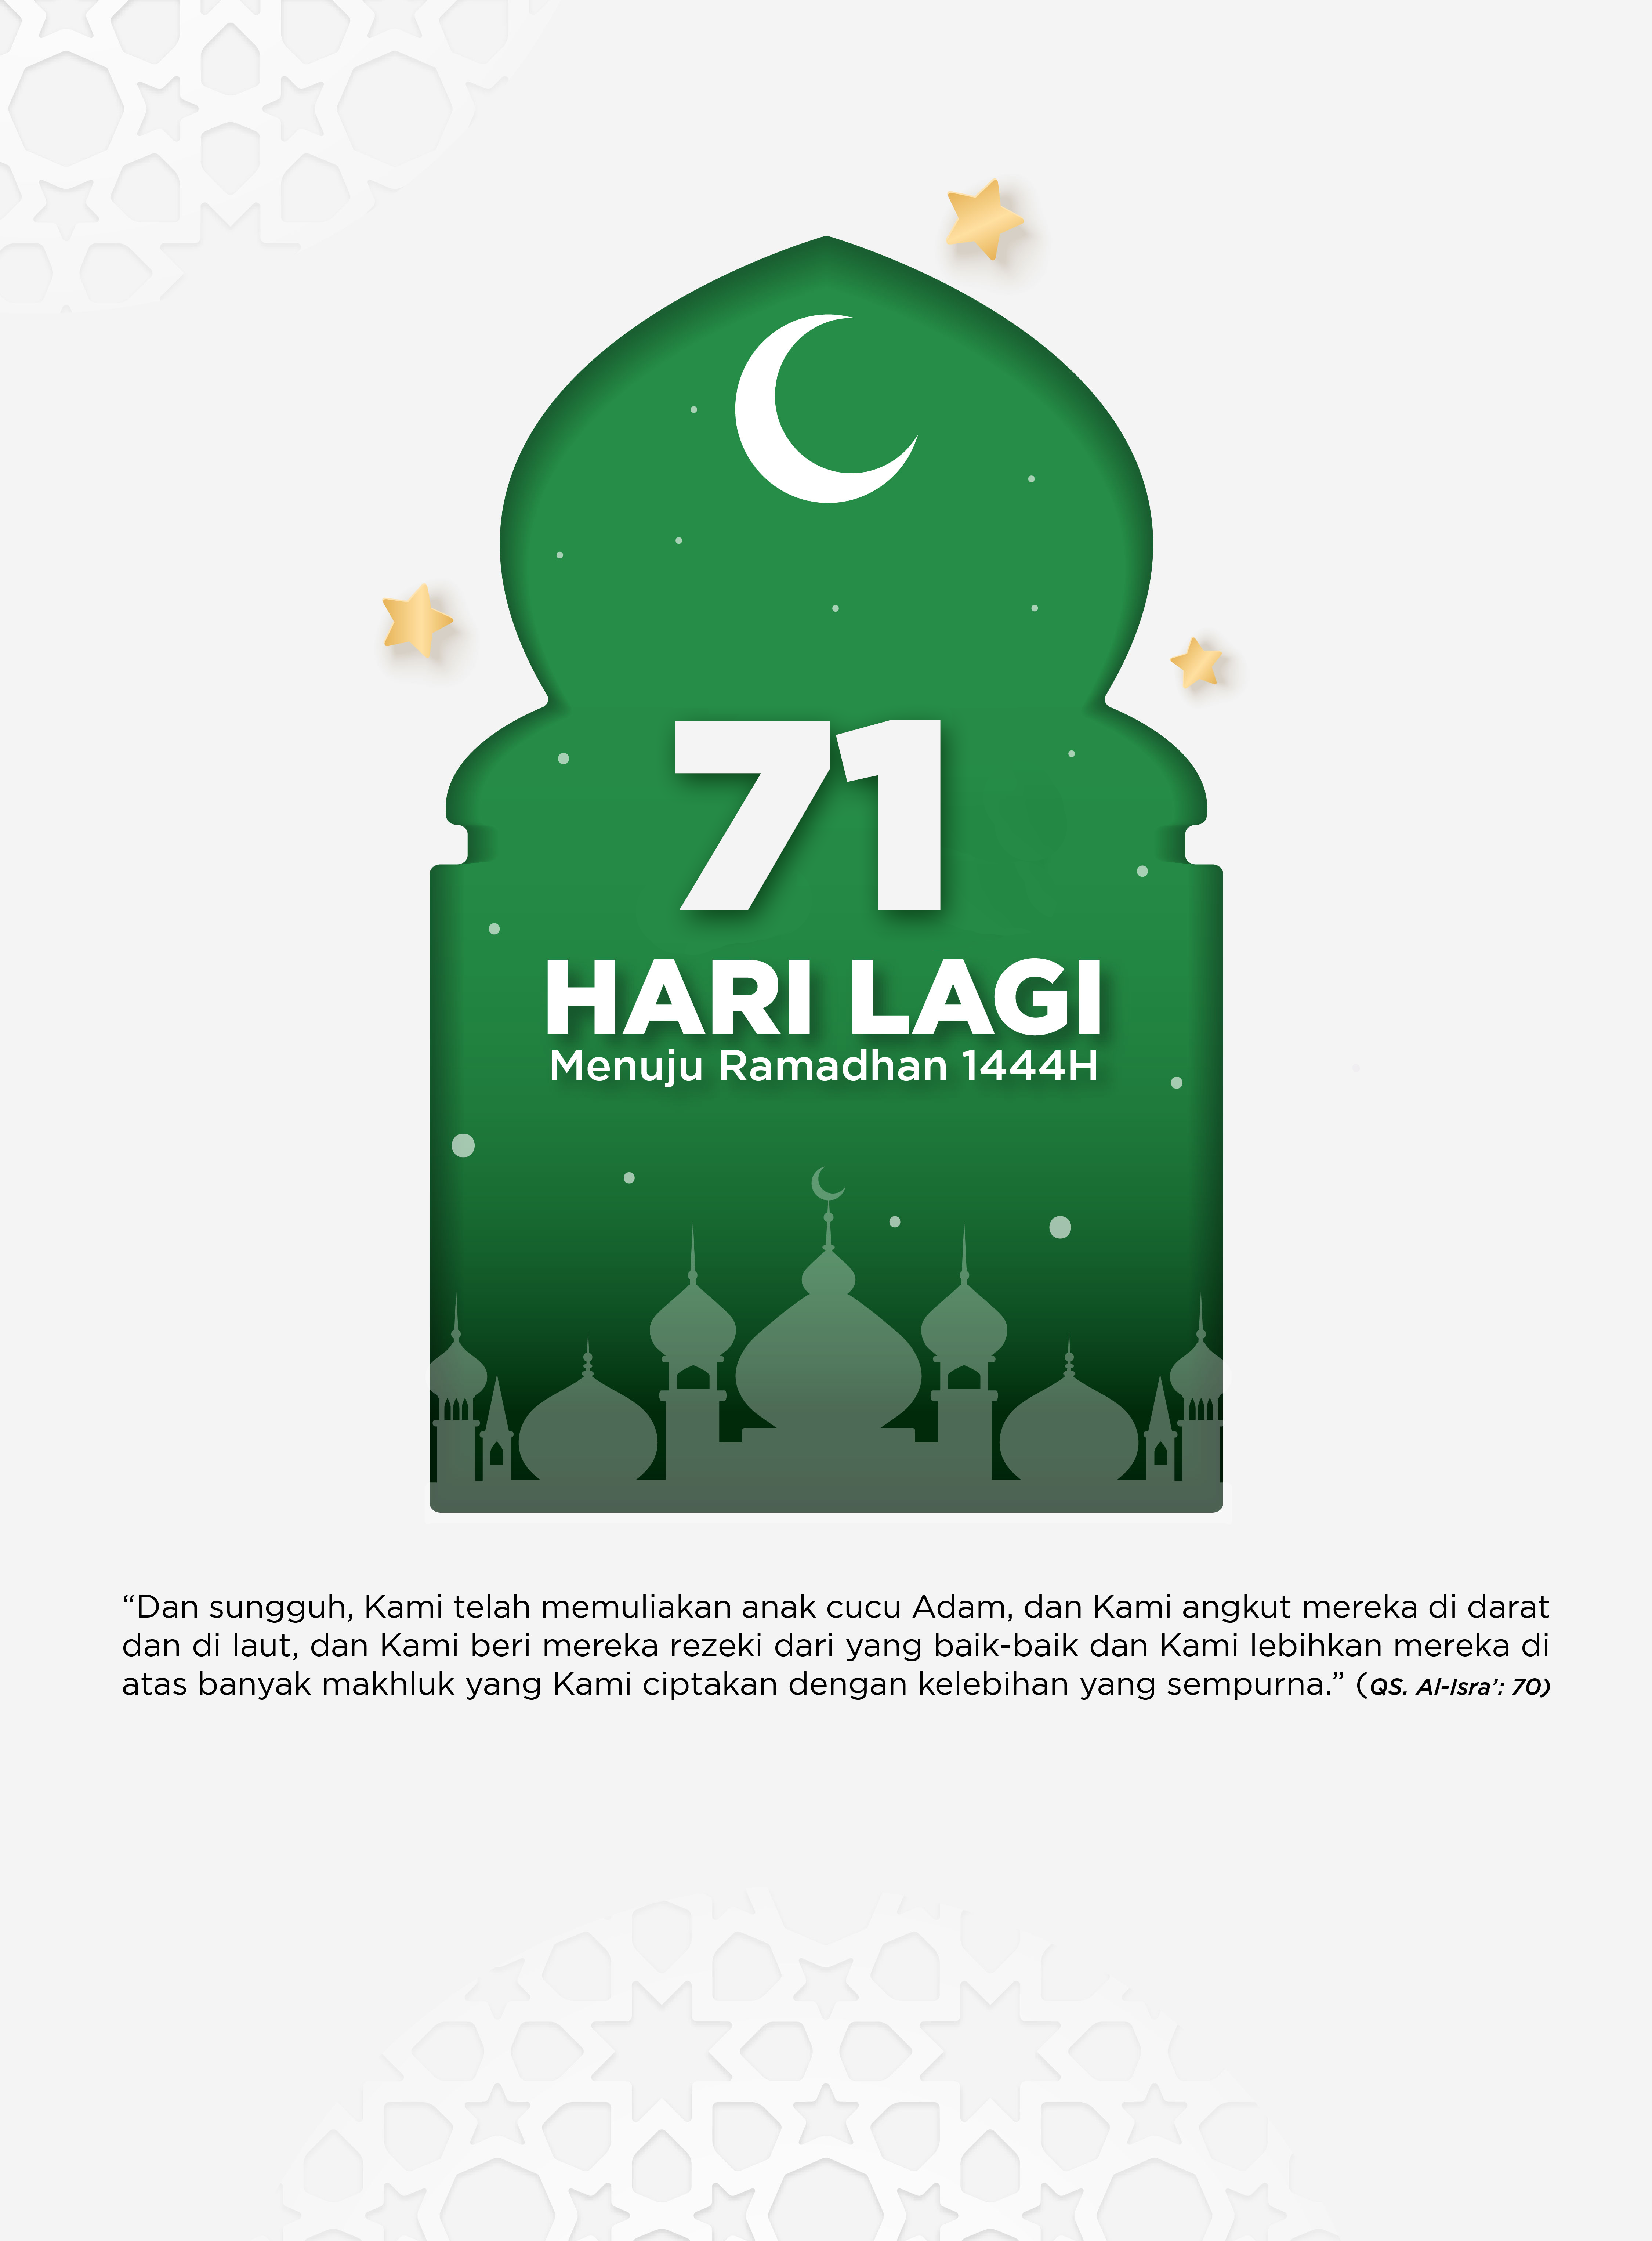 71
HARI LAGI
Menuju Ramadhan 1444H
“Dan sungguh, Kami telah memuliakan anak cucu Adam, dan Kami angkut mereka di darat
dan di laut, dan Kami beri mereka rezeki dari yang baik-baik dan Kami lebihkan mereka di
atas banyak makhluk yang Kami ciptakan dengan kelebihan yang sempurna.” (QS. Al-Isra’: 70)